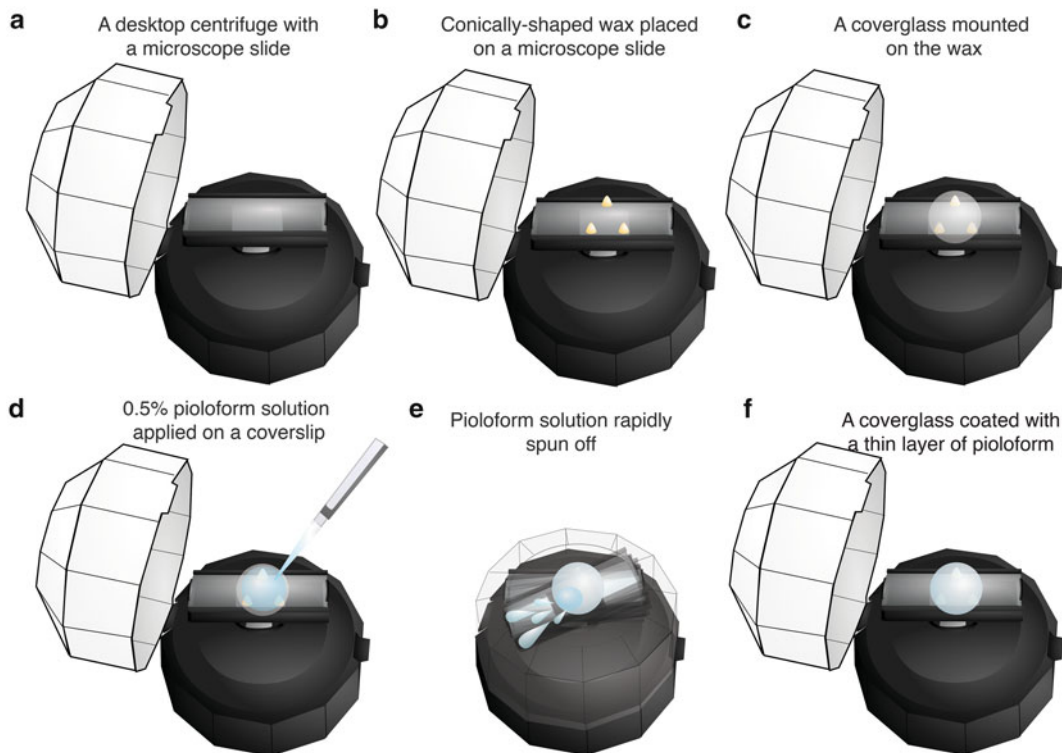 a
A desktop centrifuge with
a microscope slide
b
Conically-shaped wax placed
on a microscope slide
c
A coverglass mounted
on the wax
d
0.5% pioloform solution
applied on a coverslip
e
Pioloform solution rapidly
spun off
f
A coverglass coated with
a thin layer of pioloform